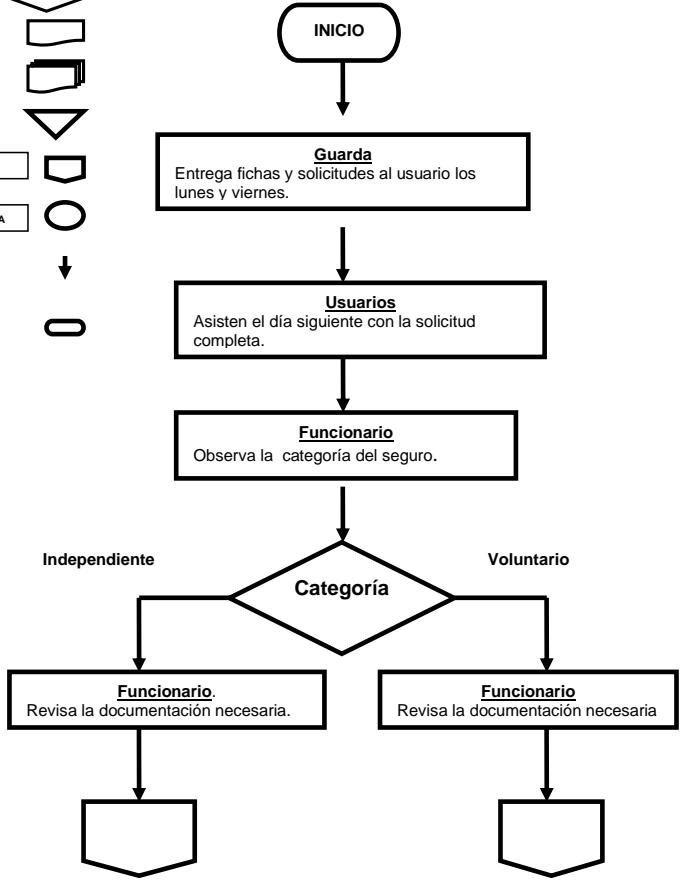 INICIO
Guarda
Entrega fichas y solicitudes al usuario los
lunes y viernes.
A
Usuarios
Asisten el día siguiente con la solicitud
completa.
Funcionario
Observa la categoría del seguro.
Independiente
Voluntario
Categoría
Funcionario.
Revisa la documentación necesaria.
Funcionario
Revisa la documentación necesaria